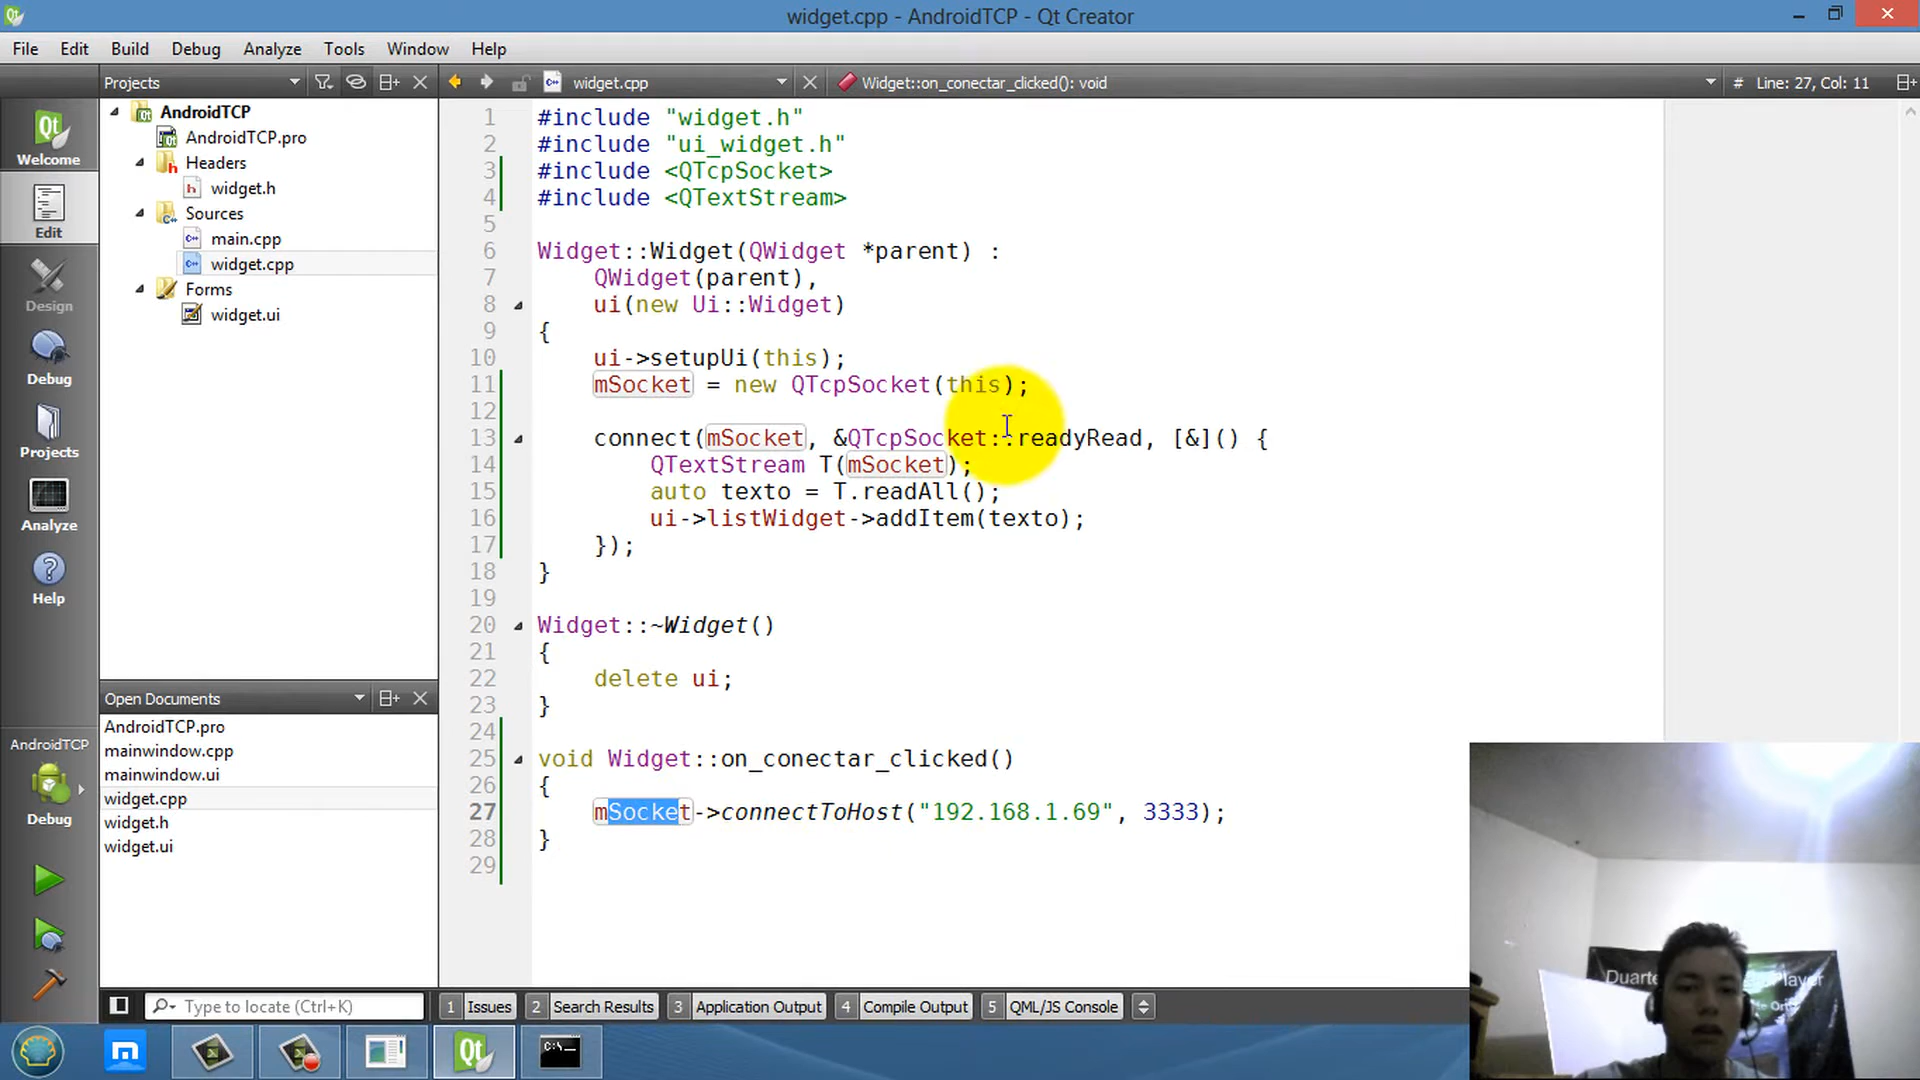 widget.cpp - AndroidTCP - Qt Creator
File Edit Build Debug Analyze Tools Window Help
Projects
widget.cpp
Widget::on_conectar_clicked(): void
# Line: 27, Col: 11
Welcome
Edit
Design
Debug
Projects
Analyze
Help
AndroidTCP
Debug
AndroidTCP
AndroidTCP.pro
Headers
widget.h
Sources
main.cpp
widget.cpp
Forms
widget.ui
Open Documents
AndroidTCP.pro
mainwindow.cpp
mainwindow.ui
widget.cpp
widget.h
widget.ui
1 #include "widget.h"
2 #include "ui_widget.h"
3 #include <QTcpSocket>
4 #include <QTextStream>
5
6 Widget::Widget(QWidget *parent) :
7 QWidget(parent),
8 ui(new Ui::Widget)
9 {
10 ui->setupUi(this);
11 mSocket = new QTcpSocket(this);
12
13 connect(mSocket, &QTcpSocket::readyRead, [&]() {
14 QTextStream T(mSocket);
15 auto texto = T.readAll();
16 ui->listWidget->addItem(texto);
17 });
18 }
19
20 Widget::~Widget()
21 {
22 delete ui;
23 }
24
25 void Widget::on_conectar_clicked()
26 {
27 mSocket->connectToHost("192.168.1.69", 3333);
28 }
29
Type to locate (Ctrl+K)
1 Issues 2 Search Results 3 Application Output 4 Compile Output 5 QML/JS Console